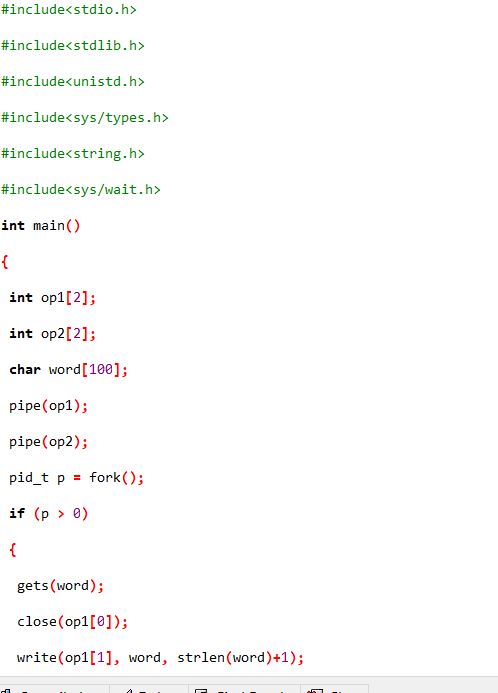 #include<stdio.h>
#include<stdlib.h>
#include<unistd.h>
#include<sys/types.h>
#include<string.h>
#include<sys/wait.h>
int main()
{
int op1[2];
int op2[2];
char word[100];
pipe(op1);
pipe(op2);
pid_t p = fork();
if (p > 0)
{
gets(word);
close(op1[0]);
write(op1[1], word, strlen(word)+1);